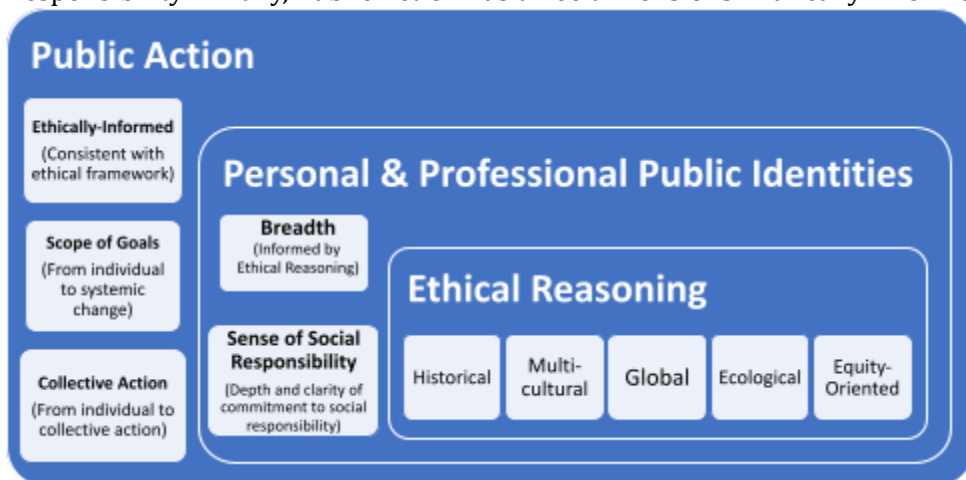 Public Action
Ethically-Informed
(Consistent with
ethical framework)
Scope of Goals
(From individual
to systemic
change)
Collective Action
(From individual to
collective action)
Personal & Professional Public Identities
Breadth
(Informed by
Ethical Reasoning)
Sense of Social
Responsibility
(Depth and clarity of
commitment to social
responsibility)
Ethical Reasoning
Historical
Multi-
cultural
Global
Ecological
Equity-
Oriented